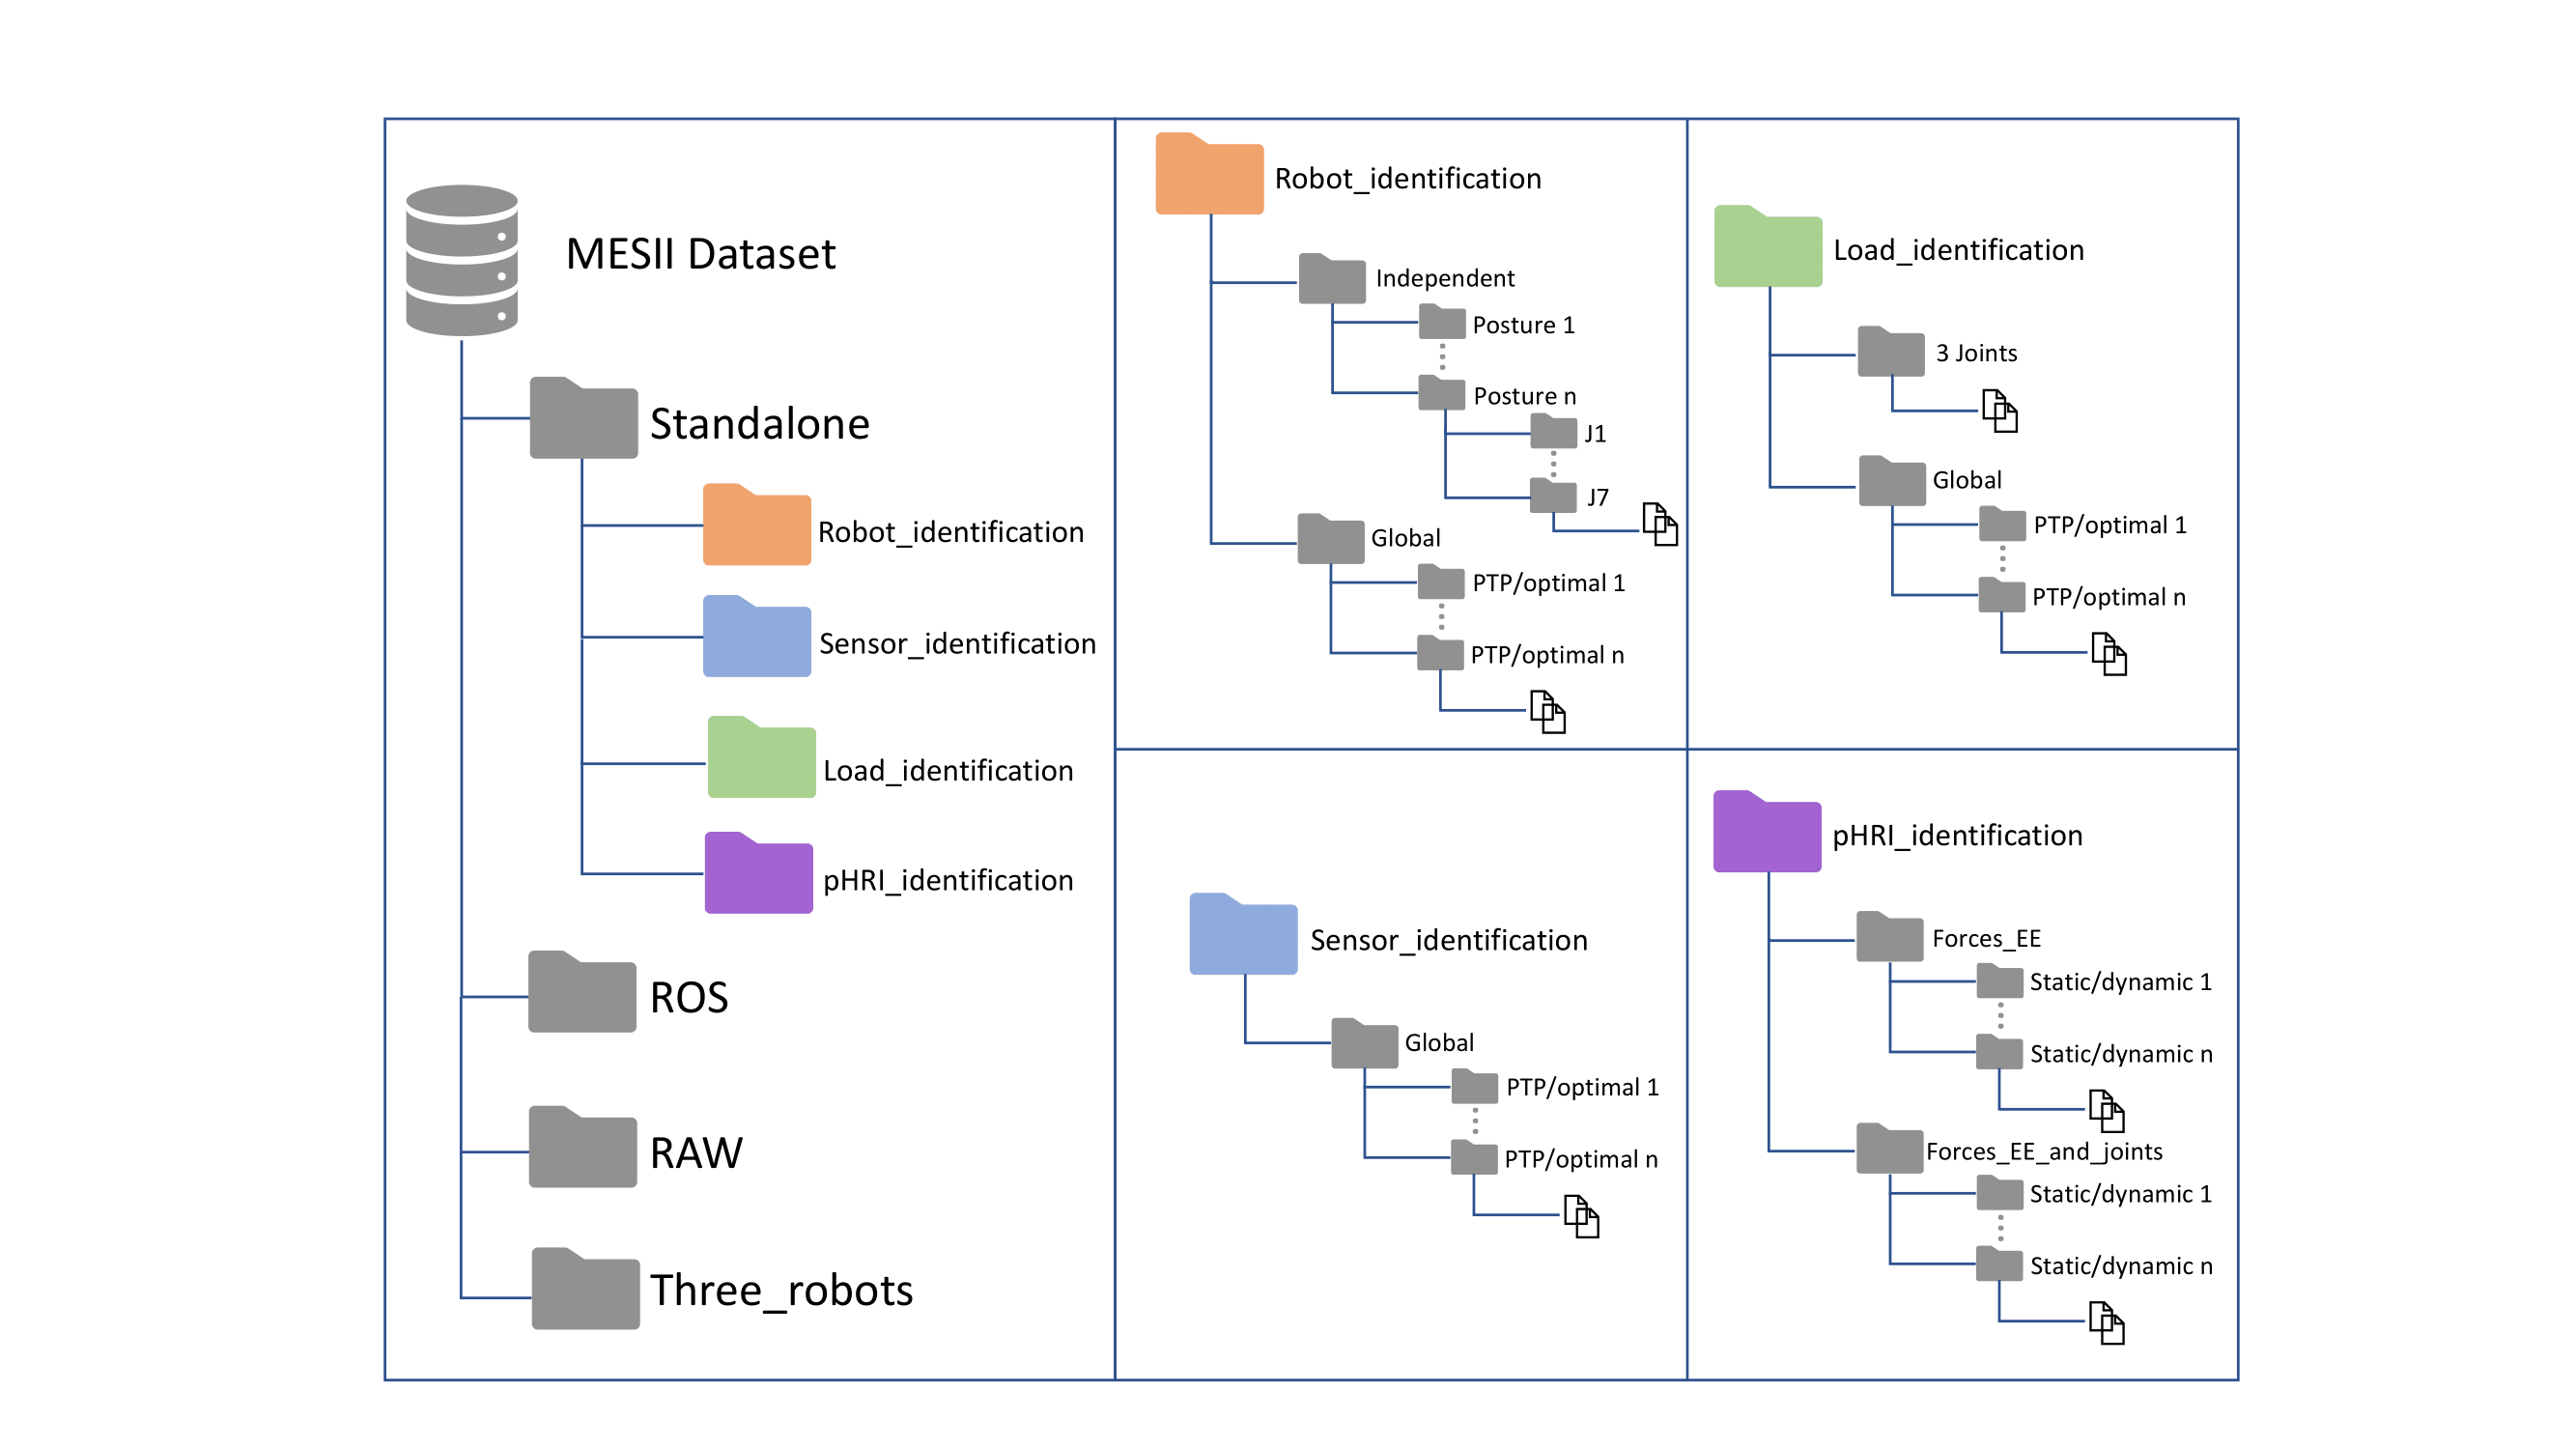 MESII Dataset
Standalone
Robot_identification
Sensor_identification
Load_identification
pHRI_identification
ROS
RAW
Three_robots
Robot_identification
Independent
Posture 1
Posture n
J1
J7
Global
PTP/optimal 1
PTP/optimal n
Load_identification
3 Joints
Global
PTP/optimal 1
PTP/optimal n
Sensor_identification
Global
PTP/optimal 1
PTP/optimal n
pHRI_identification
Forces_EE
Static/dynamic 1
Static/dynamic n
Forces_EE_and_joints
Static/dynamic 1
Static/dynamic n